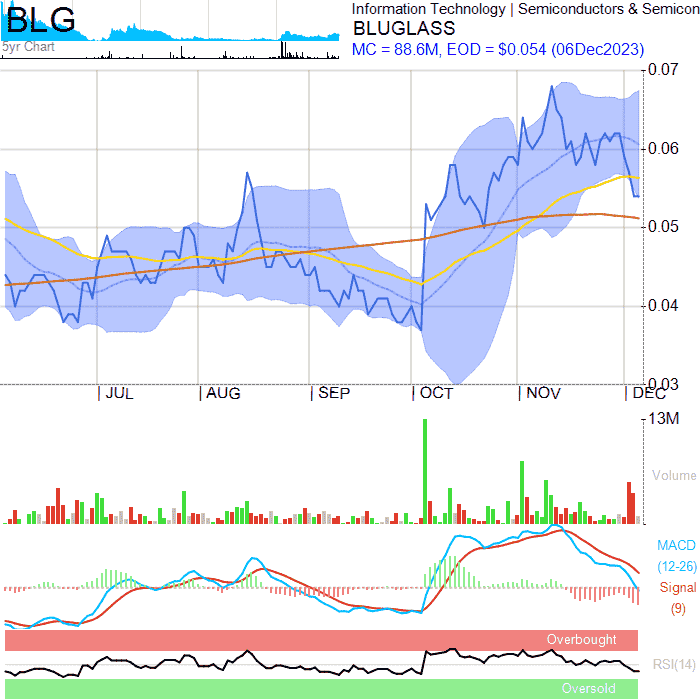 BLG
5yr Chart
Information Technology | Semiconductors & Semicon
BLUGLASS
MC = 88.6M, EOD = $0.054 (06Dec2023)
0.07
0.06
0.05
0.04
0.03
JUL
AUG
SEP
OCT
NOV
DEC
13M
Volume
MACD
(12-26)
Signal
(9)
Overbought
RSI(14)
Oversold